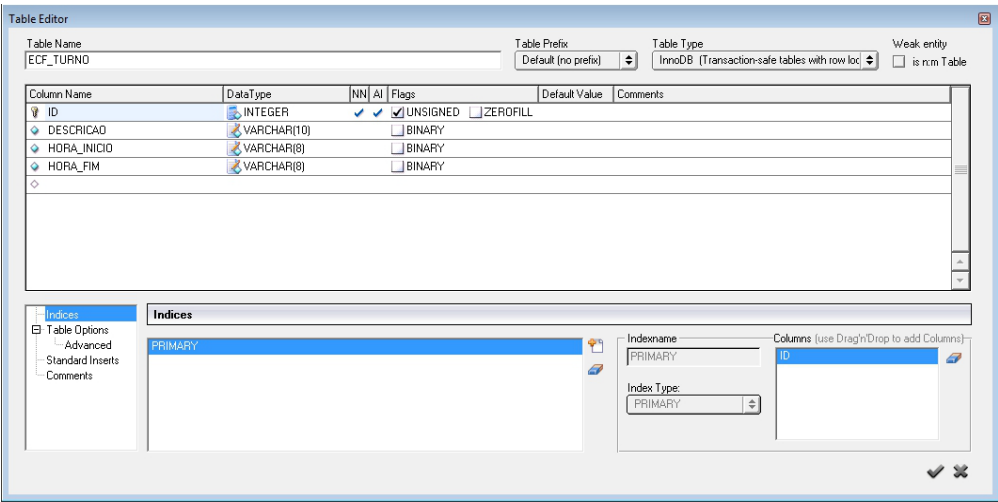 Table Editor
Table Name
Table Prefix
Table Type
Weak entity
ECF_TURNO
Default (no prefix)
InnoDB (Transaction-safe tables with row loc
is n:m Table
Column Name DataType NN AI Flags Default Value Comments
ID INTEGER UNSIGNED ZEROFILL
DESCRICAO VARCHAR(10) BINARY
HORA_INICIO VARCHAR(8) BINARY
HORA_FIM VARCHAR(8) BINARY
Indices
Table Options
Advanced
Standard Inserts
Comments
Indices
PRIMARY
Indexname
PRIMARY
Index Type:
PRIMARY
Columns (use Drag'n'Drop to add Columns)
ID